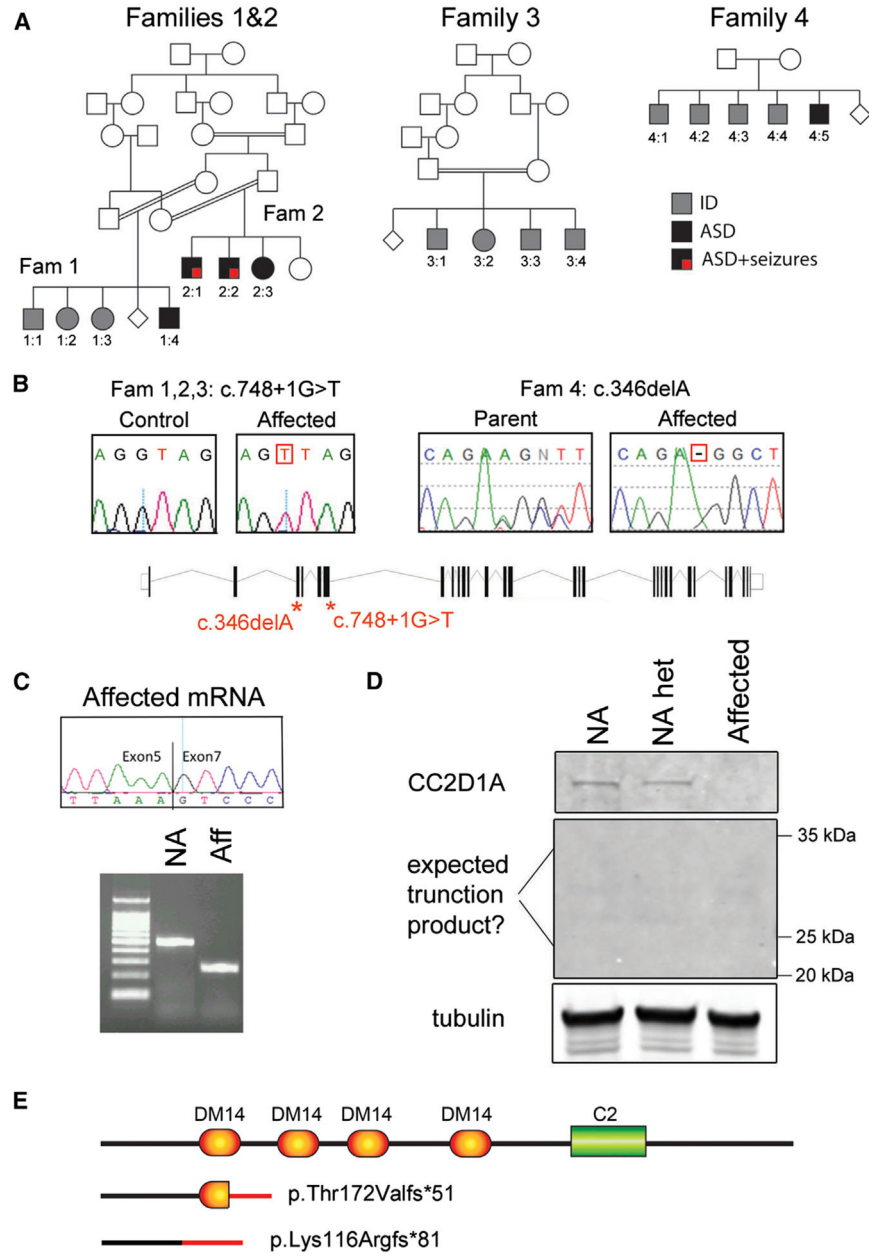 A
Families 1&2
Family 3
Family 4
4:1 4:2 4:3 4:4 4:5
ID
ASD
ASD+seizures
Fam 2
2:1 2:2 2:3
3:1 3:2 3:3 3:4
Fam 1
1:1 1:2 1:3 1:4
B
Fam 1,2,3: c.748+1G>T
Fam 4: c.346delA
Control Affected Parent Affected
A G G T A G
A G T T A G
C A G A A G N T T
C A G A - G G C T
c.346delA * * c.748+1G>T
C
Affected mRNA
Exon5 Exon7
T T A A A G T C C C
NA Aff
D
NA NA het Affected
CC2D1A
expected
trunction
product?
35 kDa
25 kDa
20 kDa
tubulin
E
DM14 DM14 DM14 DM14 C2
p.Thr172Valfs*51
p.Lys116Argfs*81